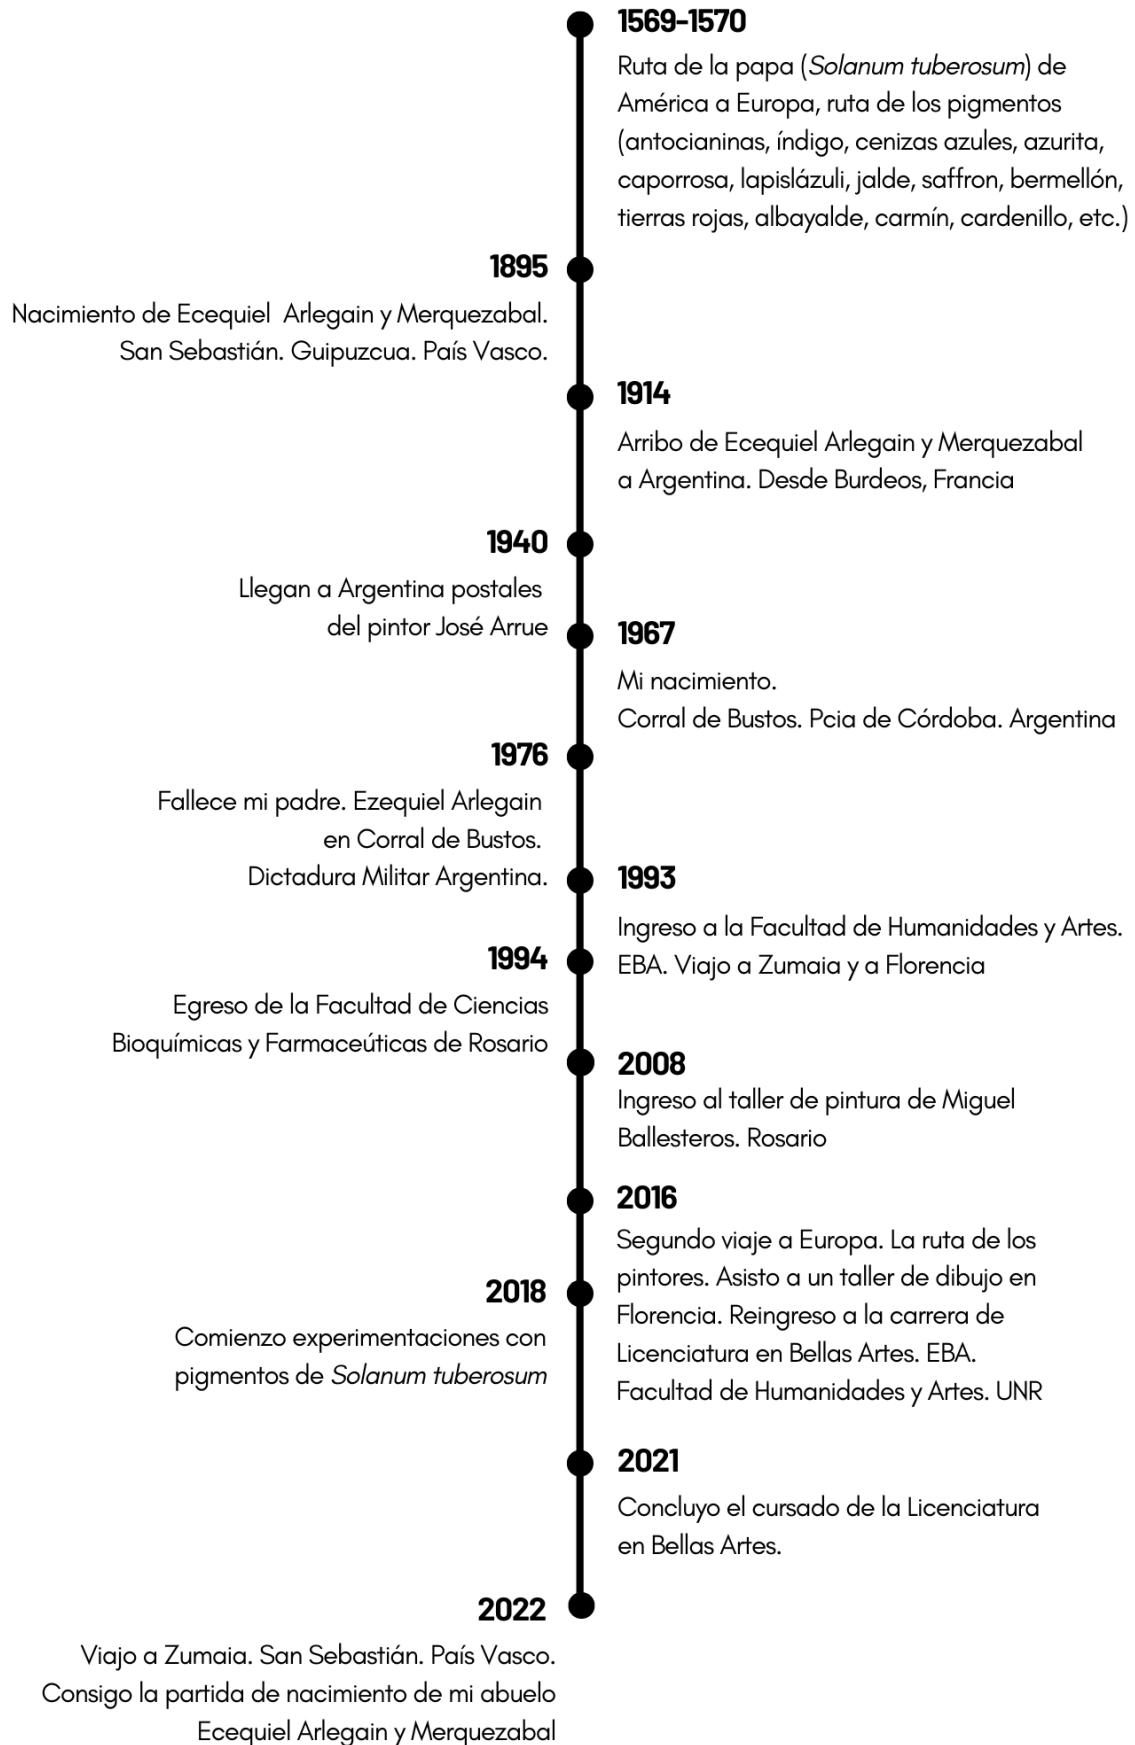 1569-1570
Ruta de la papa (Solanum tuberosum) de
América a Europa, ruta de los pigmentos
(antocianinas, índigo, cenizas azules, azurita,
caporrosa, lapislázuli, jalde, saffron, bermellón,
tierras rojas, albayalde, carmín, cardenillo, etc.)
1895
Nacimiento de Ecequiel  Arlegain y Merquezabal.
San Sebastián. Guipuzcua. País Vasco.
1914
Arribo de Ecequiel Arlegain y Merquezabal
a Argentina. Desde Burdeos, Francia
1940
Llegan a Argentina postales
del pintor José Arrue
1967
Mi nacimiento.
Corral de Bustos. Pcia de Córdoba. Argentina
1976
Fallece mi padre. Ezequiel Arlegain
en Corral de Bustos.
Dictadura Militar Argentina.
1993
Ingreso a la Facultad de Humanidades y Artes.
EBA. Viajo a Zumaia y a Florencia
1994
Egreso de la Facultad de Ciencias
Bioquímicas y Farmaceúticas de Rosario
2008
Ingreso al taller de pintura de Miguel
Ballesteros. Rosario
2016
Segundo viaje a Europa. La ruta de los
pintores. Asisto a un taller de dibujo en
Florencia. Reingreso a la carrera de
Licenciatura en Bellas Artes. EBA.
Facultad de Humanidades y Artes. UNR
2018
Comienzo experimentaciones con
pigmentos de Solanum tuberosum
2021
Concluyo el cursado de la Licenciatura
en Bellas Artes.
2022
Viajo a Zumaia. San Sebastián. País Vasco.
Consigo la partida de nacimiento de mi abuelo
Ecequiel Arlegain y Merquezabal